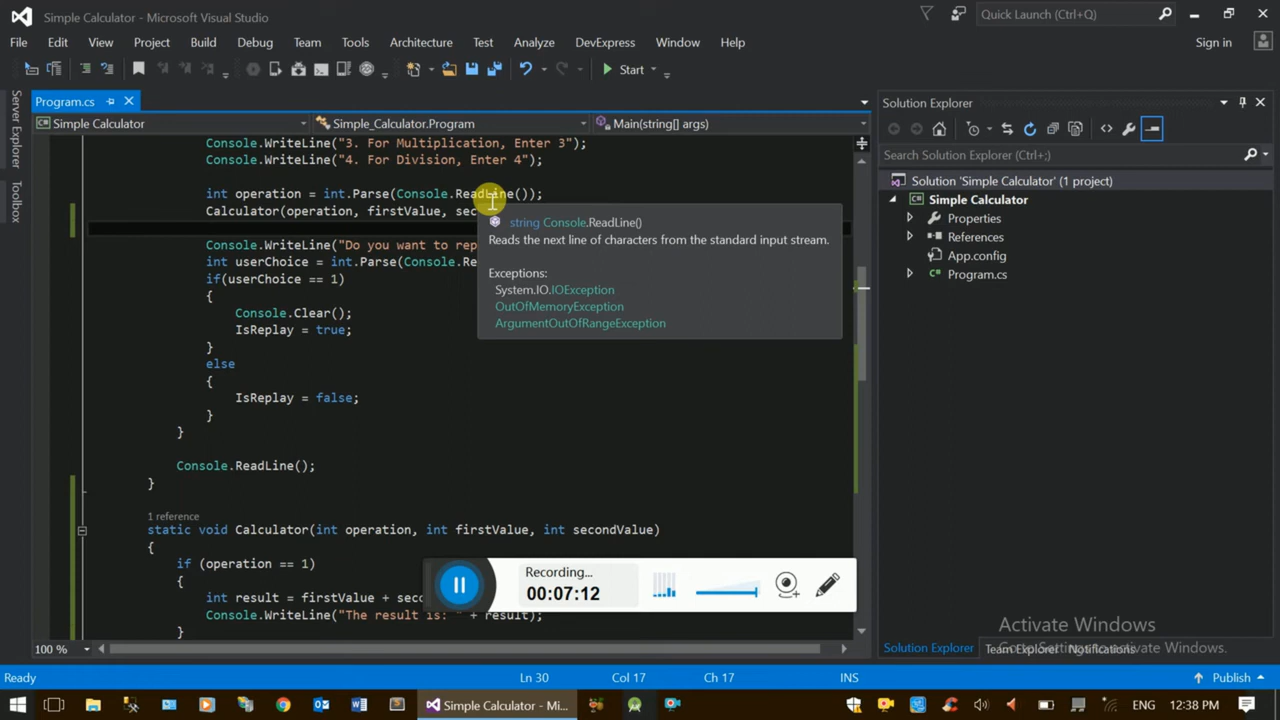 Simple Calculator - Microsoft Visual Studio
Quick Launch (Ctrl+Q)
File Edit View Project Build Debug Team Tools Architecture Test Analyze DevExpress Window Help
Sign in
Start
Server Explorer
Toolbox
Program.cs
Simple Calculator
Simple_Calculator.Program
Main(string[] args)
Console.WriteLine("3. For Multiplication, Enter 3");
Console.WriteLine("4. For Division, Enter 4");
int operation = int.Parse(Console.ReadLine());
Calculator(operation, firstValue, sec
Console.WriteLine("Do you want to rep
int userChoice = int.Parse(Console.Re
if(userChoice == 1)
{
Console.Clear();
IsReplay = true;
}
else
{
IsReplay = false;
}
}
Console.ReadLine();
}
1 reference
static void Calculator(int operation, int firstValue, int secondValue)
{
if (operation == 1)
{
int result = firstValue + seco
Console.WriteLine("The result is: " + result);
}
string Console.ReadLine()
Reads the next line of characters from the standard input stream.
Exceptions:
System.IO.IOException
OutOfMemoryException
ArgumentOutOfRangeException
Recording...
00:07:12
100 %
Solution Explorer
Search Solution Explorer (Ctrl+;)
Solution 'Simple Calculator' (1 project)
Simple Calculator
Properties
References
App.config
Program.cs
Activate Windows
Go to Settings to activate Windows.
Solution Explorer Team Explorer Notifications
Ready
Ln 30
Col 17
Ch 17
INS
Publish
Simple Calculator - Mi...
ENG
12:38 PM